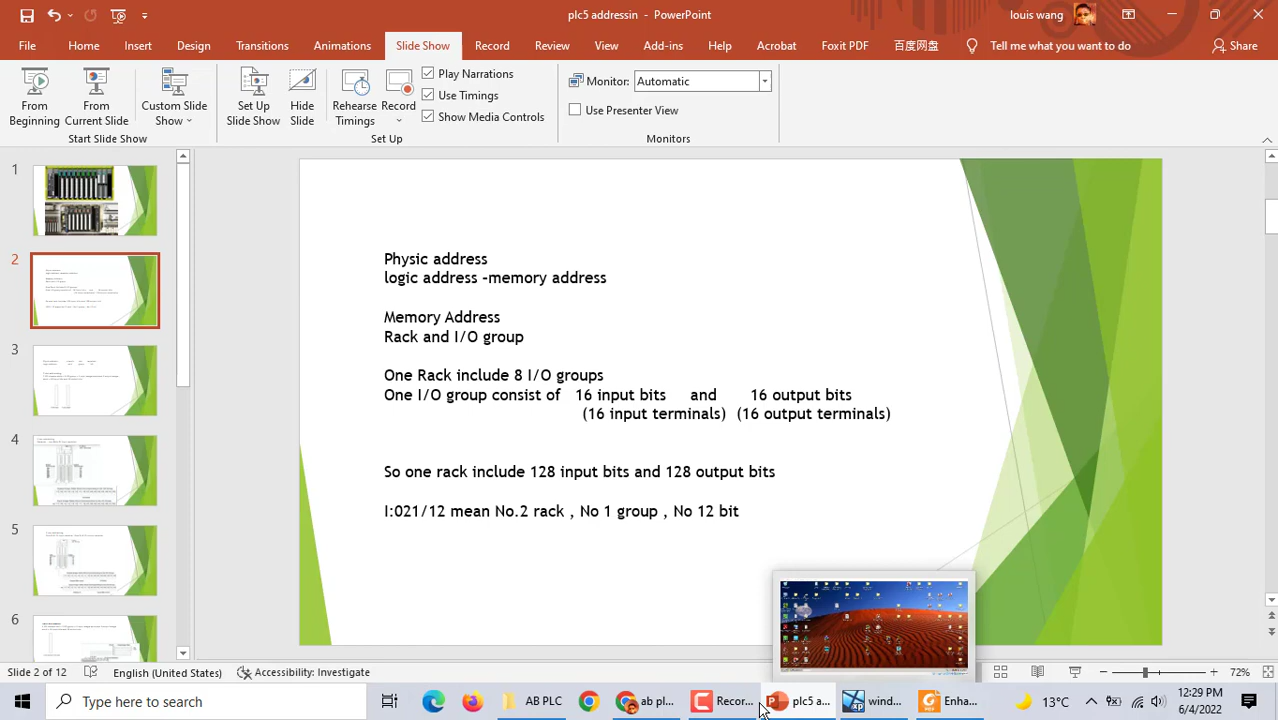 plc5 addressin - PowerPoint
louis wang
File Home Insert Design Transitions Animations Slide Show Record Review View Add-ins Help Acrobat Foxit PDF 百度网盘 Tell me what you want to do Share
From Beginning
From Current Slide
Custom Slide Show
Set Up Slide Show
Hide Slide
Rehearse Timings
Record
Play Narrations
Use Timings
Show Media Controls
Monitor: Automatic
Use Presenter View
Start Slide Show
Set Up
Monitors
1
2
3
4
5
6
Physic address
logic address –memory address
Memory Address
Rack and I/O group
One Rack include 8 I/O groups
One I/O group consist of 16 input bits and 16 output bits
(16 input terminals) (16 output terminals)
So one rack include 128 input bits and 128 output bits
I:021/12 mean No.2 rack , No 1 group , No 12 bit
Slide 2 of 12
English (United States)
Accessibility: Investigate
72%
Type here to search
AB PLC
ab pl...
Recor...
plc5 a...
wind...
Enha...
13°C
12:29 PM
6/4/2022